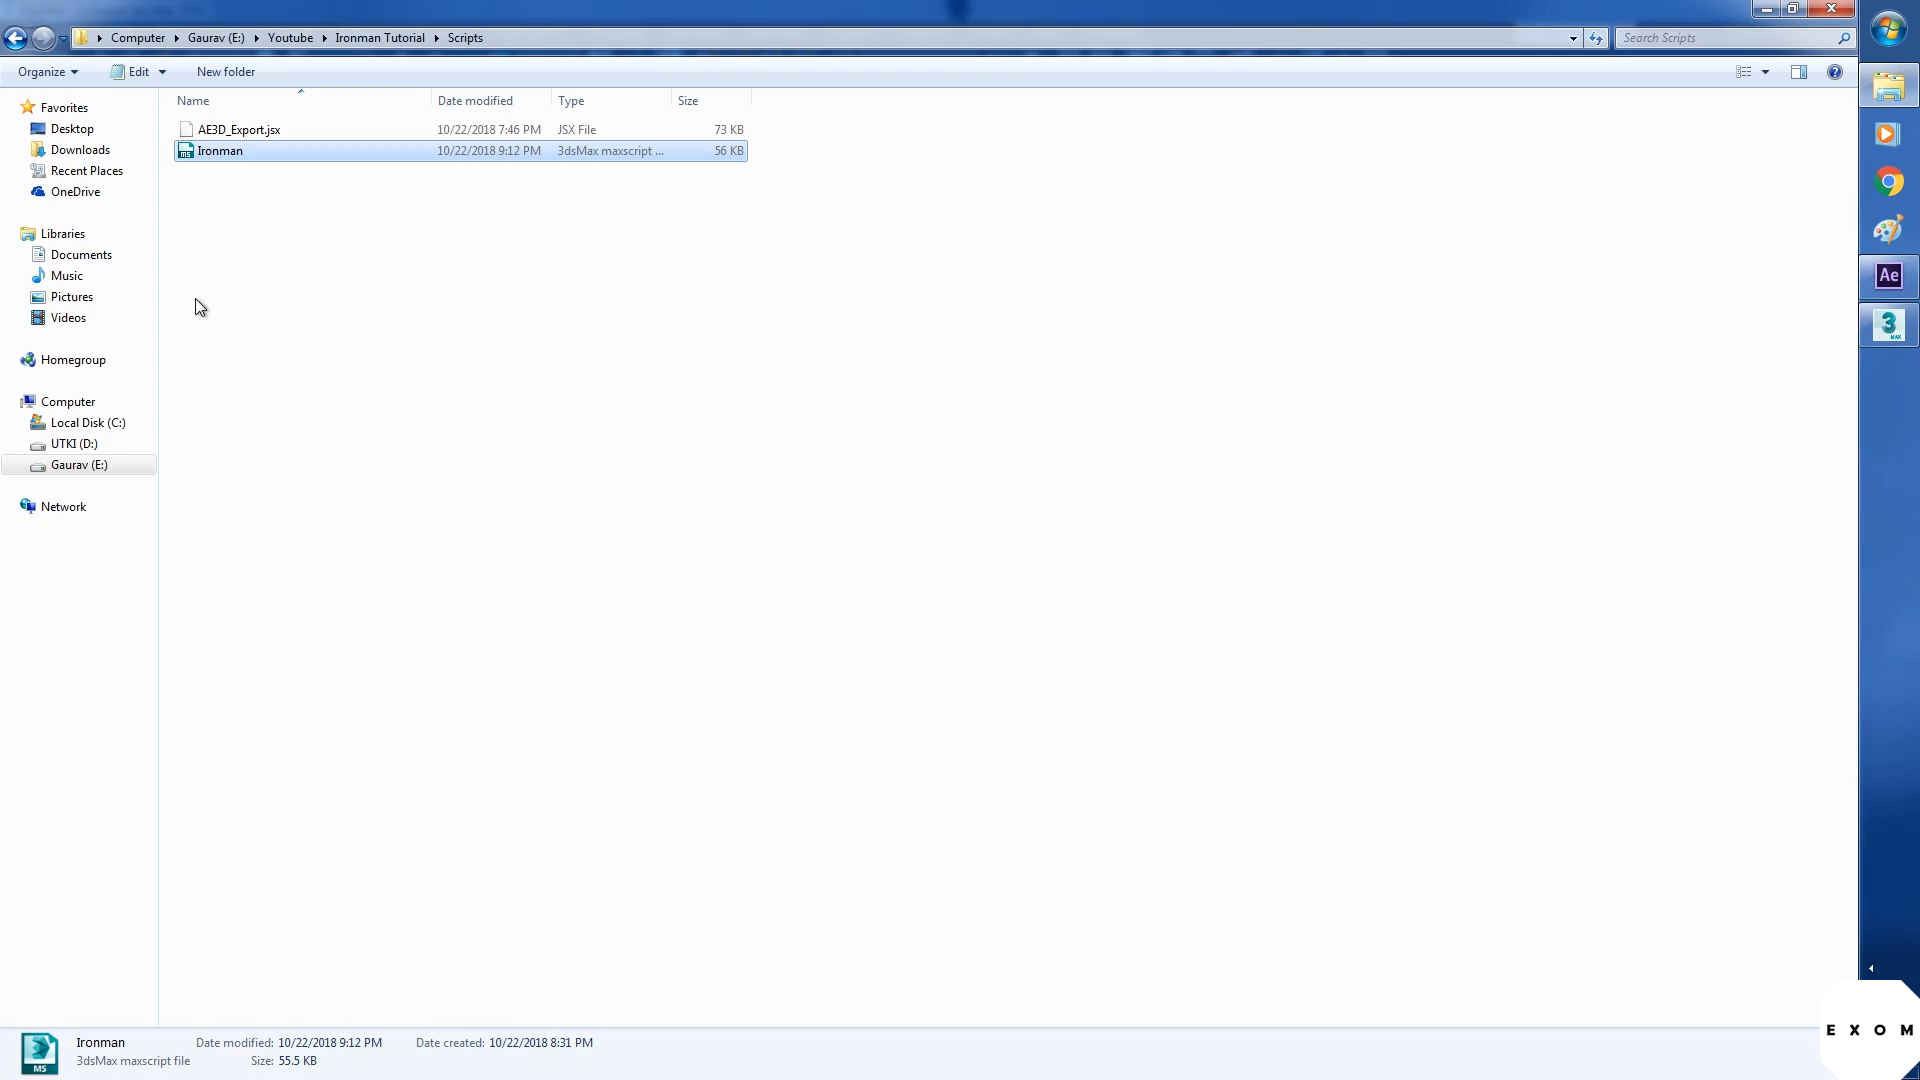 Computer Gaurav (E:) Youtube Ironman Tutorial Scripts
Search Scripts
Organize Edit New folder
Name Date modified Type Size
AE3D_Export.jsx 10/22/2018 7:46 PM JSX File 73 KB
Ironman 10/22/2018 9:12 PM 3dsMax maxscript ... 56 KB
Favorites
Desktop
Downloads
Recent Places
OneDrive
Libraries
Documents
Music
Pictures
Videos
Homegroup
Computer
Local Disk (C:)
UTKI (D:)
Gaurav (E:)
Network
Ae
3
MAX
EXOM
MS
Ironman Date modified: 10/22/2018 9:12 PM Date created: 10/22/2018 8:31 PM
3dsMax maxscript file Size: 55.5 KB